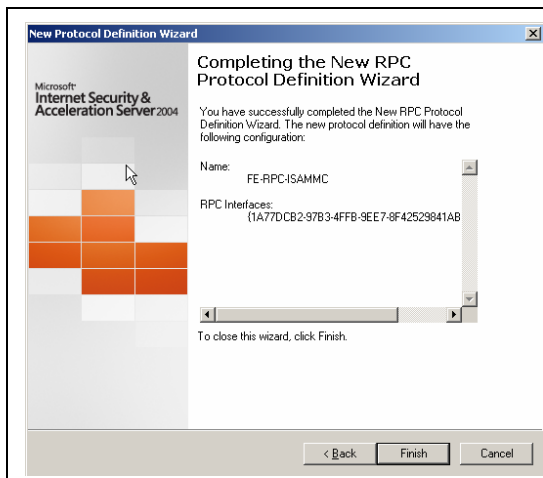 New Protocol Definition Wizard
Microsoft
Internet Security &
Acceleration Server 2004
Completing the New RPC
Protocol Definition Wizard
You have successfully completed the New RPC Protocol
Definition Wizard. The new protocol definition will have the
following configuration:
Name:
FE-RPC-ISAMMC
RPC Interfaces:
{1A77DCB2-97B3-4FFB-9EE7-8F42529841AB
To close this wizard, click Finish.
< Back Finish Cancel